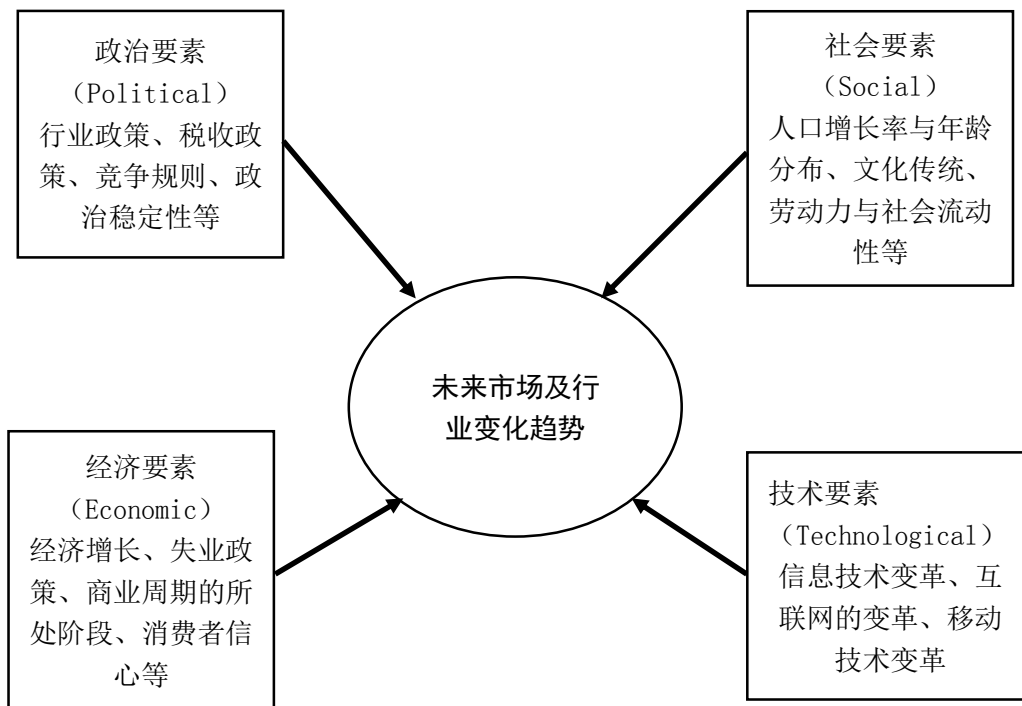 政治要素
（Political）
行业政策、税收政
策、竞争规则、政
治稳定性等
社会要素
（Social）
人口增长率与年龄
分布、文化传统、
劳动力与社会流动
性等
未来市场及行
业变化趋势
经济要素
（Economic）
经济增长、失业政
策、商业周期的所
处阶段、消费者信
心等
技术要素
（Technological）
信息技术变革、互
联网的变革、移动
技术变革